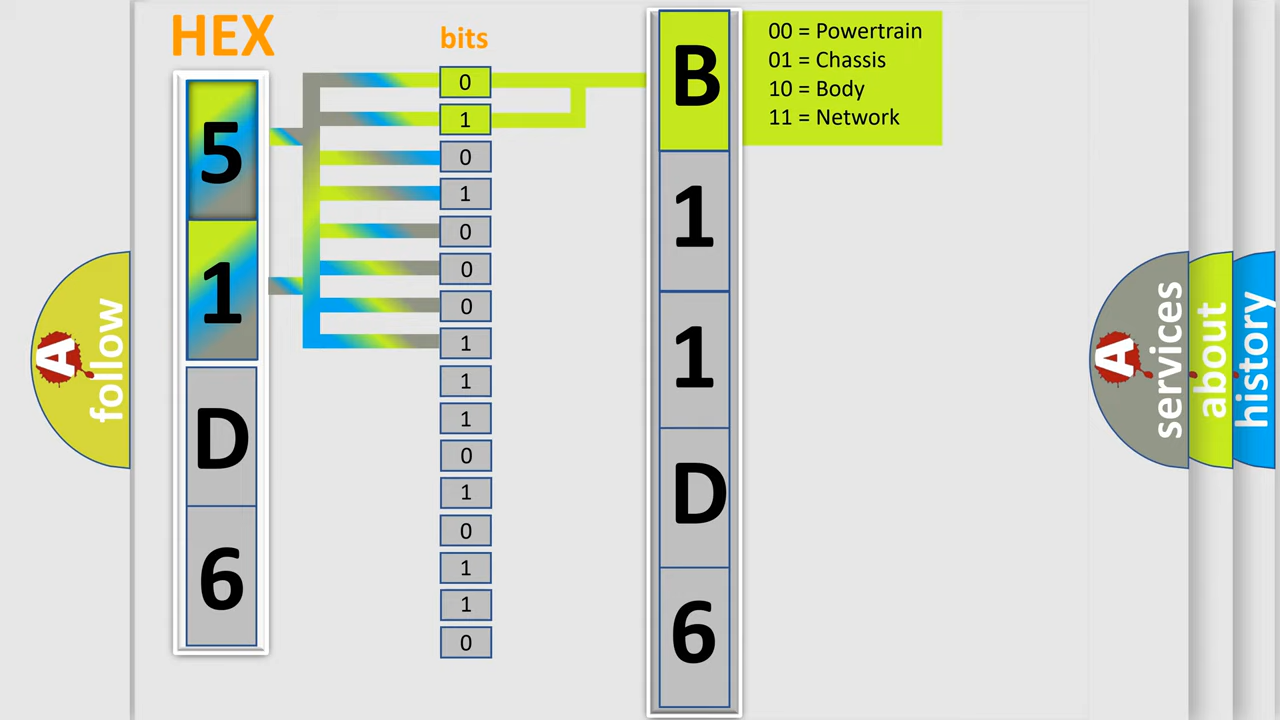 HEX
5
1
D
6
bits
0
1
0
1
0
0
0
1
1
1
0
1
0
1
1
0
B
1
1
D
6
00 = Powertrain
01 = Chassis
10 = Body
11 = Network
A
follow
A
services
about
history